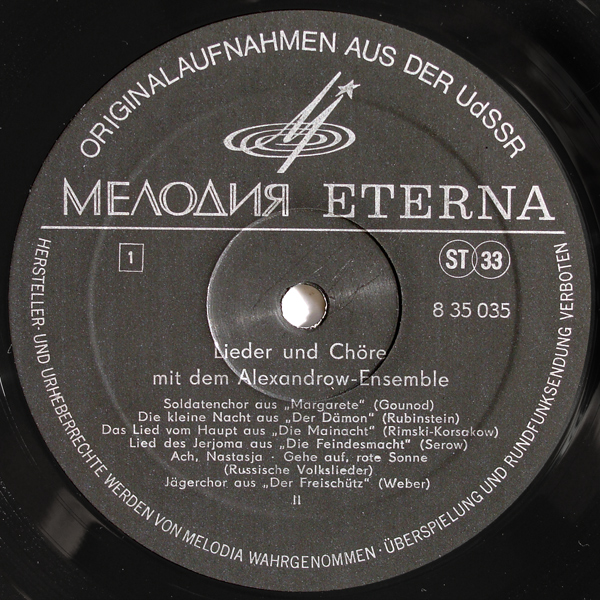 ORIGINALAUFNAHMEN AUS DER UdSSR
МЕЛОДИЯ ETERNA
1
ST 33
8 35 035
Lieder und Chöre
mit dem Alexandrow-Ensemble
Soldatenchor aus „Margarete“ (Gounod)
Die kleine Nacht aus „Der Dämon“ (Rubinstein)
Das Lied vom Haupt aus „Die Mainacht“ (Rimski-Korsakow)
Lied des Jerjoma aus „Die Feindesmacht“ (Serow)
Ach, Nastasja · Gehe auf, rote Sonne
(Russische Volkslieder)
Jägerchor aus „Der Freischütz“ (Weber)
II
HERSTELLER- UND URHEBERRECHTE WERDEN VON MELODIA WAHRGENOMMEN · ÜBERSPIELUNG UND RUNDFUNKSENDUNG VERBOTEN